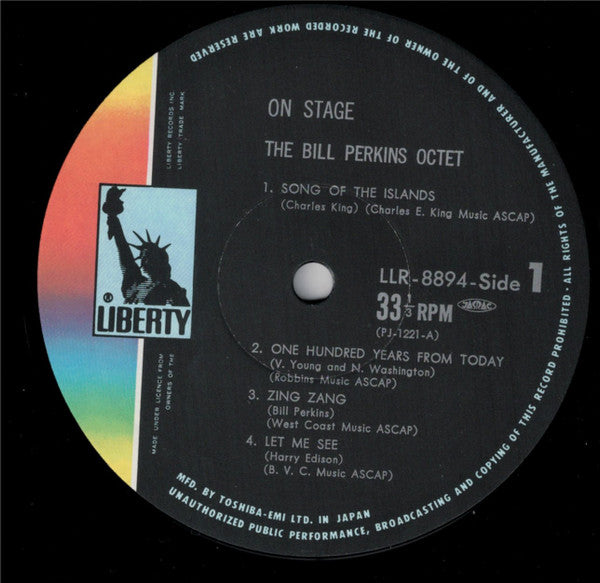 ON STAGE
THE BILL PERKINS OCTET
1. SONG OF THE ISLANDS
(Charles King) (Charles E. King Music ASCAP)
LLR-8894-Side 1
33 1/3 RPM
JASRAC
(PJ-1221-A)
2. ONE HUNDRED YEARS FROM TODAY
(V. Young and N. Washington)
(Robbins Music ASCAP)
3. ZING ZANG
(Bill Perkins)
(West Coast Music ASCAP)
4. LET ME SEE
(Harry Edison)
(B. V. C. Music ASCAP)
LIBERTY RECORDS INC.
LIBERTY TRADE MARK
LIBERTY
MADE UNDER LICENCE FROM
OWNERS OF THE
MFD. BY TOSHIBA-EMI LTD. IN JAPAN
UNAUTHORIZED PUBLIC PERFORMANCE, BROADCASTING AND COPYING OF THIS RECORD PROHIBITED · ALL RIGHTS OF THE MANUFACTURER AND OF THE OWNER OF THE RECORDED WORK ARE RESERVED